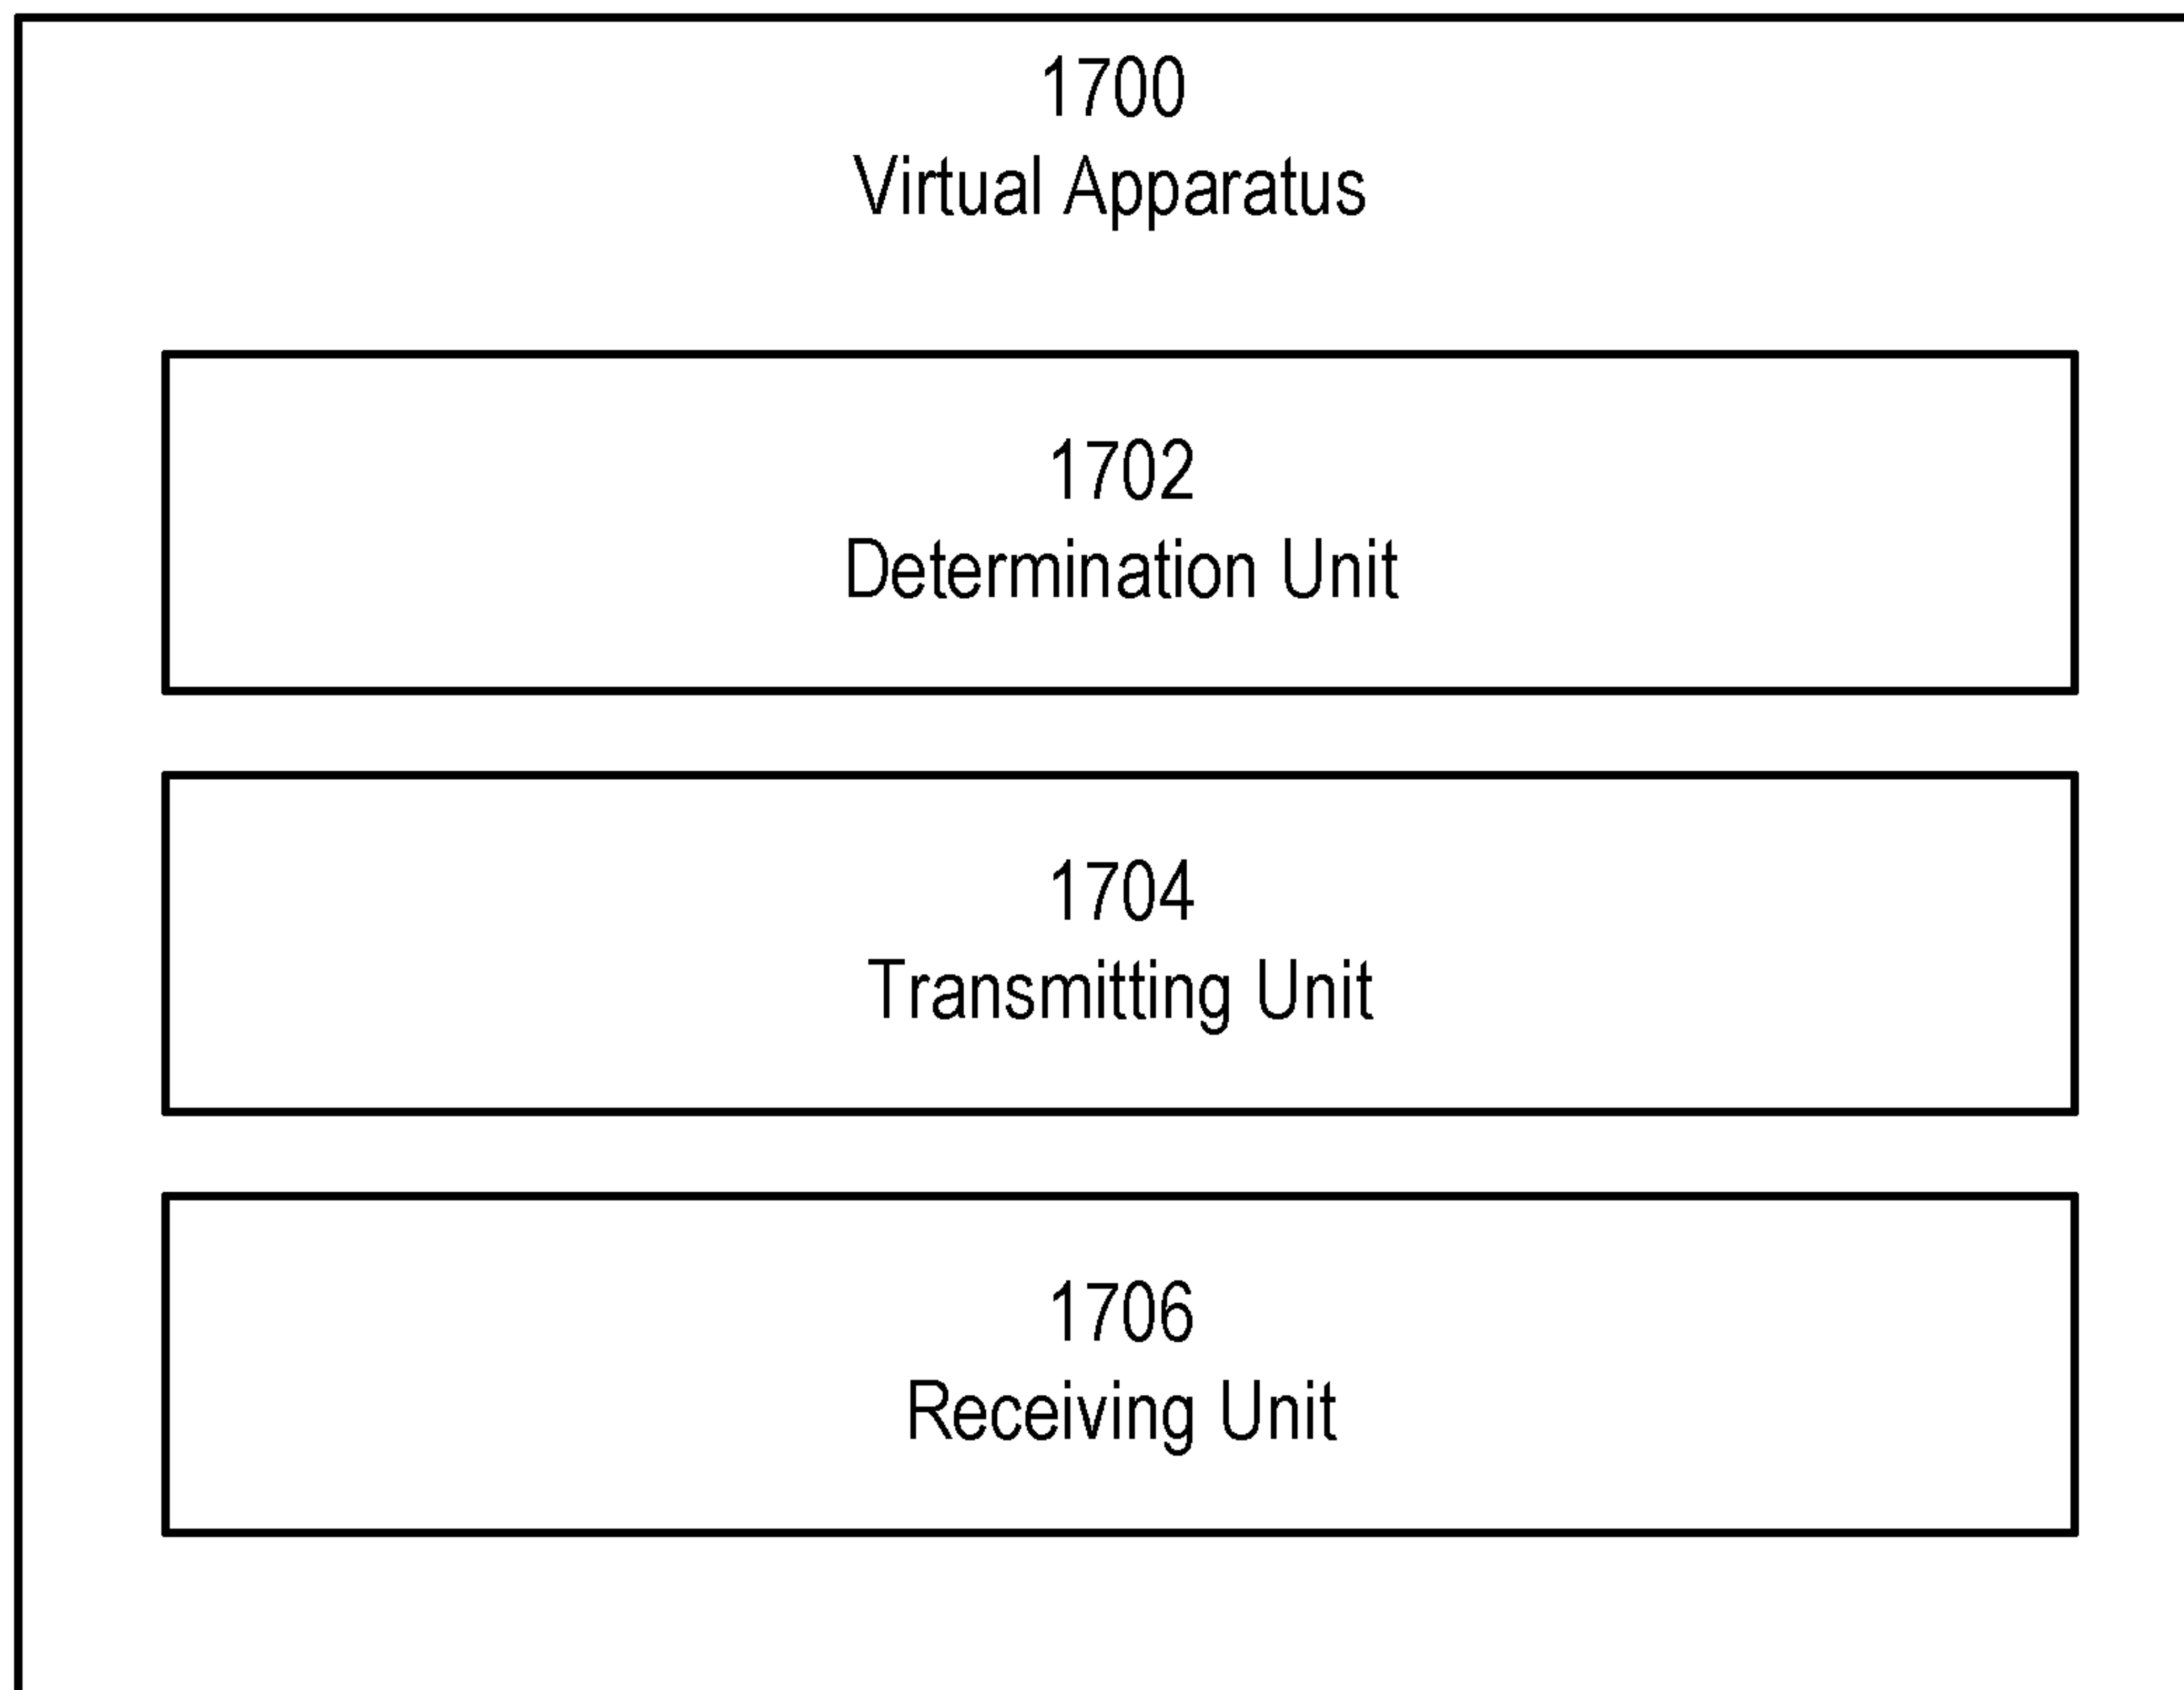 1700
Virtual Apparatus
1702
Determination Unit
1704
Transmitting Unit
1706
Receiving Unit